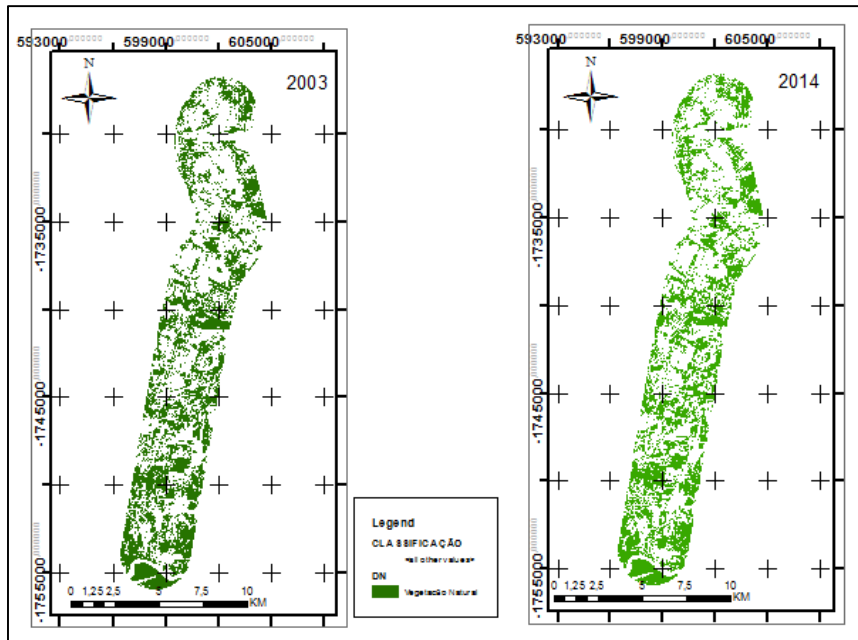 593000 599000 605000
N
2003
-1735000
-1745000
-1755000
0 1,25 2,5 5 7,5 10
KM
Legend
CLASSIFICAÇÃO
<all other values>
DN
Vegetação Natural
593000 599000 605000
N
2014
-1735000
-1745000
-1755000
0 1,25 2,5 5 7,5 10
KM